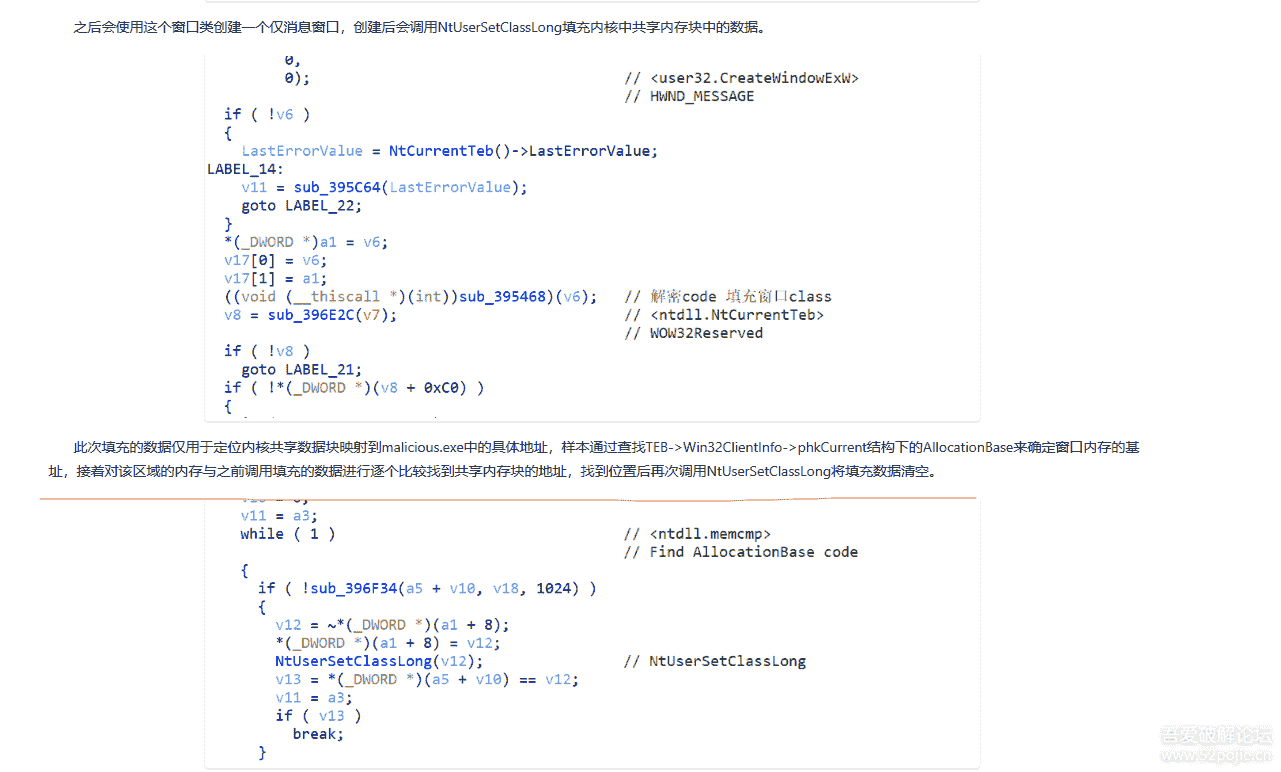 之后会使用这个窗口类创建一个仅消息窗口，创建后会调用NtUserSetClassLong填充内核中共享内存块中的数据。
0,
0); // <user32.CreateWindowExW>
// HWND_MESSAGE
if ( !v6 )
{
LastErrorValue = NtCurrentTeb()->LastErrorValue;
LABEL_14:
v11 = sub_395C64(LastErrorValue);
goto LABEL_22;
}
*(_DWORD *)a1 = v6;
v17[0] = v6;
v17[1] = a1;
((void (__thiscall *)(int))sub_395468)(v6); // 解密code 填充窗口class
v8 = sub_396E2C(v7); // <ntdll.NtCurrentTeb>
// WOW32Reserved
if ( !v8 )
goto LABEL_21;
if ( !*(_DWORD *)(v8 + 0xC0) )
{
此次填充的数据仅用于定位内核共享数据块映射到malicious.exe中的具体地址，样本通过查找TEB->Win32ClientInfo->phkCurrent结构下的AllocationBase来确定窗口内存的基
址，接着对该区域的内存与之前调用填充的数据进行逐个比较找到共享内存块的地址，找到位置后再次调用NtUserSetClassLong将填充数据清空。
v11 = a3;
while ( 1 ) // <ntdll.memcmp>
// Find AllocationBase code
{
if ( !sub_396F34(a5 + v10, v18, 1024) )
{
v12 = ~*(_DWORD *)(a1 + 8);
*(_DWORD *)(a1 + 8) = v12;
NtUserSetClassLong(v12); // NtUserSetClassLong
v13 = *(_DWORD *)(a5 + v10) == v12;
v11 = a3;
if ( v13 )
break;
}
吾爱破解论坛
www.52pojie.cn